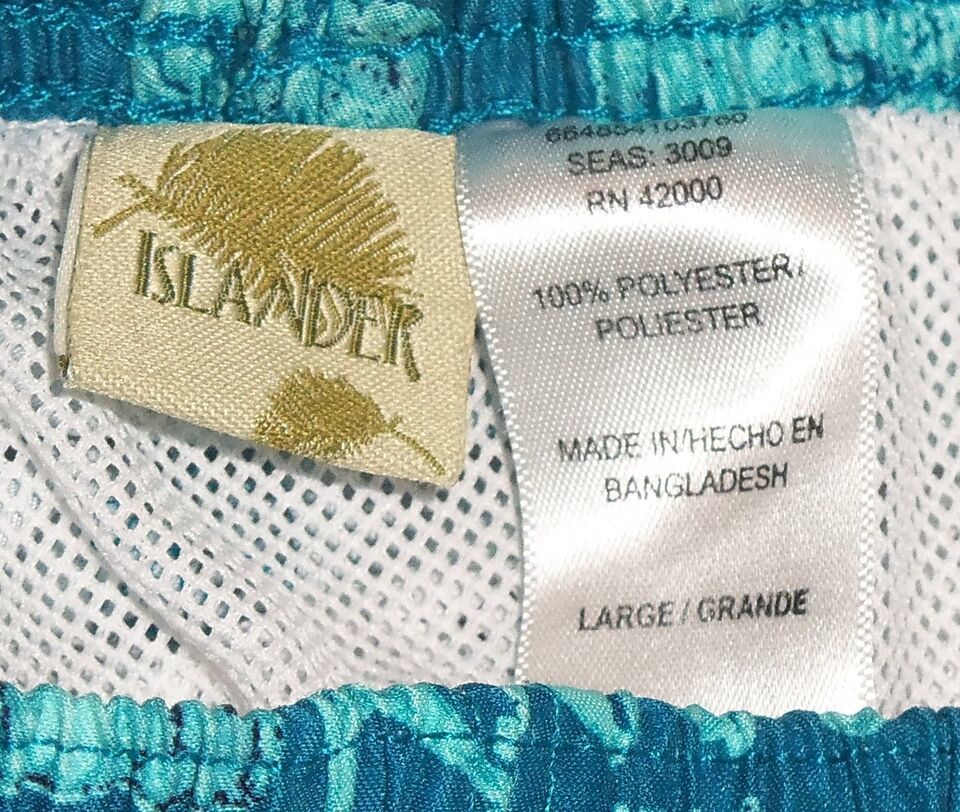 ISLANDER
SEAS: 3009
RN 42000
100% POLYESTER/
POLIESTER
MADE IN/HECHO EN
BANGLADESH
LARGE / GRANDE